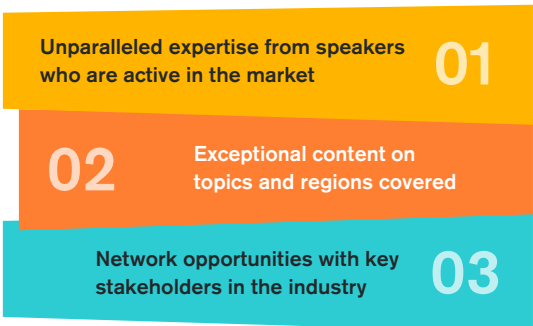 Unparalleled expertise from speakers
who are active in the market
01
02
Exceptional content on
topics and regions covered
Network opportunities with key
stakeholders in the industry
03